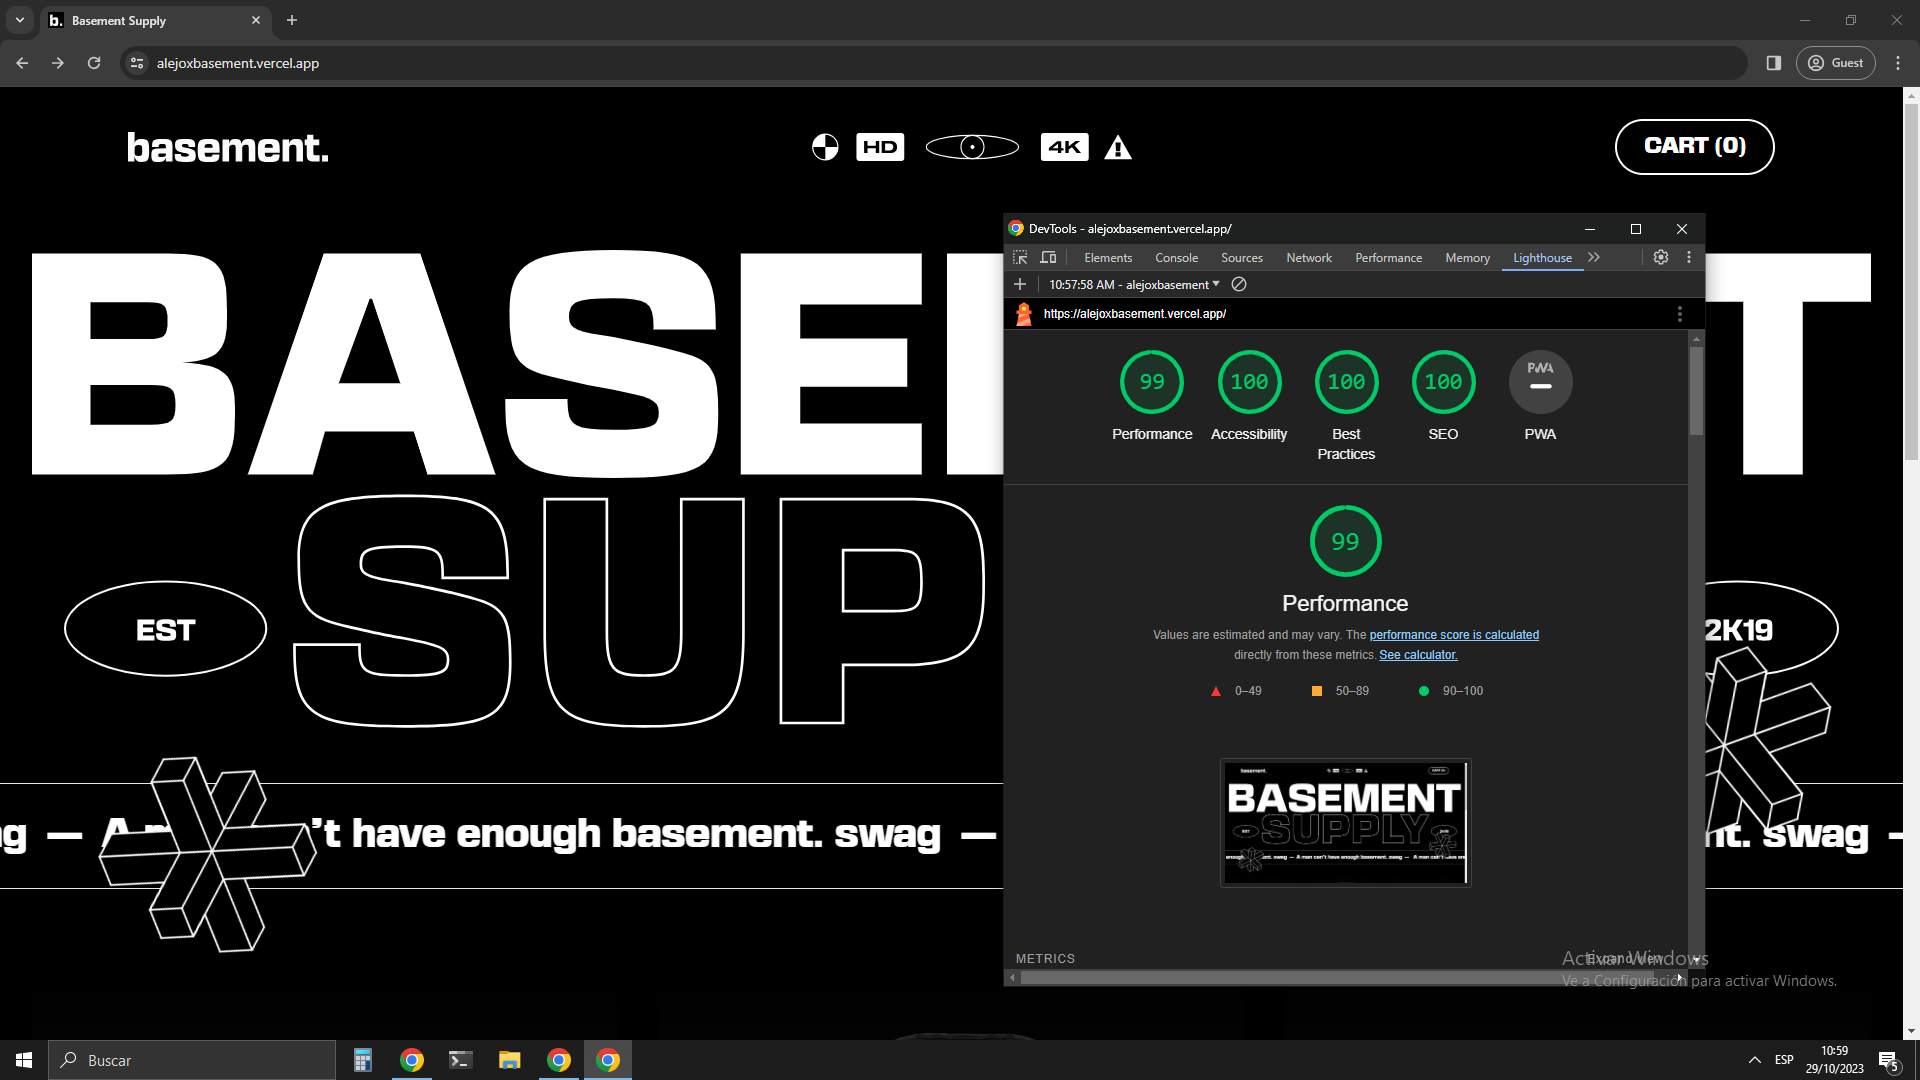 b. Basement Supply
alejoxbasement.vercel.app
Guest
basement.
HD
4K
CART (0)
DevTools - alejoxbasement.vercel.app/
Elements Console Sources Network Performance Memory Lighthouse
10:57:58 AM - alejoxbasement
https://alejoxbasement.vercel.app/
99 100 100 100 PWA
Performance Accessibility Best Practices SEO PWA
99
Performance
Values are estimated and may vary. The performance score is calculated
directly from these metrics. See calculator.
0–49 50–89 90–100
basement.
BASEMENT
SUPPLY
METRICS
Expand view
BASEM T
SUP
EST
2K19
ag — A m 't have enough basement. swag —
nt. swag —
Activar Windows
Ve a Configuración para activar Windows.
Buscar
ESP
10:59
29/10/2023
5